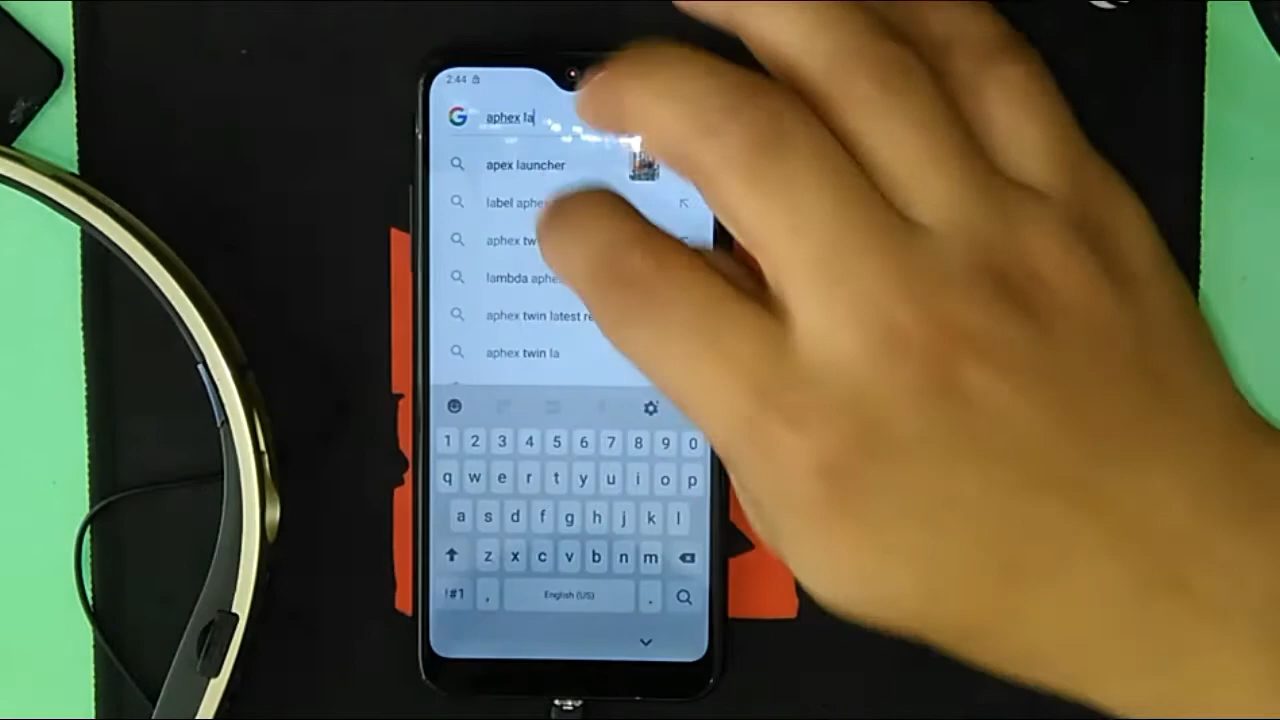 2:44
G aphex la
apex launcher
label aphe
aphex tw
lambda aphe
aphex twin latest re
aphex twin la
1 2 3 4 5 6 7 8 9 0
q w e r t y u i o p
a s d f g h j k l
z x c v b n m
!#1 , English (US) .